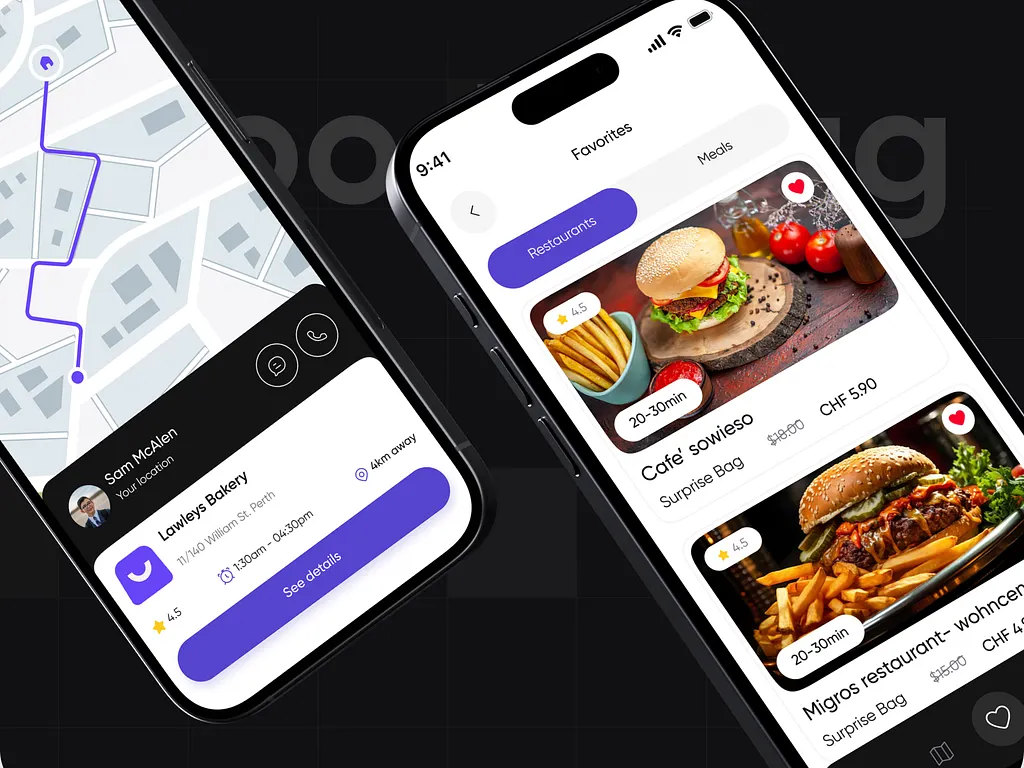 Sam McAlen
Your location
Lawleys Bakery
11/140 William St. Perth
4km away
1:30am - 04:30pm
4.5
See details
9:41
Favorites
Restaurants
Meals
4.5
20-30min
Café' sowieso
Surprise Bag
$18.00
CHF 5.90
4.5
20-30min
Migros restaurant- wohncen
Surprise Bag
$15.00
CHF 4.